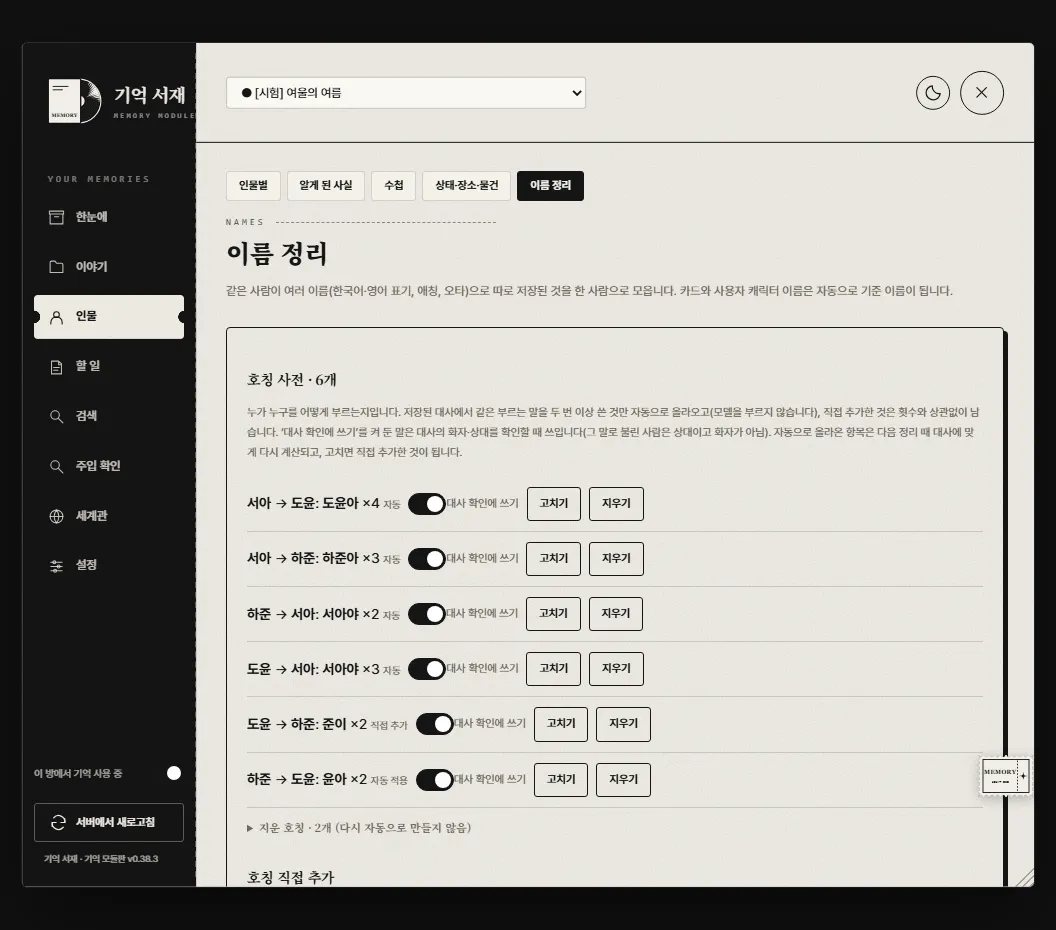 기억 서재
MEMORY MODULE
MEMORY
YOUR MEMORIES
한눈에
이야기
인물
할 일
검색
주입 확인
세계관
설정
이 방에서 기억 사용 중
서버에서 새로고침
기억 서재 · 기억 모듈판 v0.38.3
● [시험] 여울의 여름
인물별
알게 된 사실
수첩
상태·장소·물건
이름 정리
NAMES
이름 정리
같은 사람이 여러 이름(한국어·영어 표기, 애칭, 오타)으로 따로 저장된 것을 한 사람으로 모읍니다. 카드와 사용자 캐릭터 이름은 자동으로 기준 이름이 됩니다.
호칭 사전 · 6개
누가 누구를 어떻게 부르는지입니다. 저장된 대사에서 같은 부르는 말을 두 번 이상 쓴 것만 자동으로 올라오고(모델을 부르지 않습니다), 직접 추가한 것은 횟수와 상관없이 남
습니다. '대사 확인에 쓰기'를 켜 둔 말은 대사의 화자·상대를 확인할 때 쓰입니다(그 말로 불린 사람은 상대이고 화자가 아님). 자동으로 올라온 항목은 다음 정리 때 대사에 맞
게 다시 계산되고, 고치면 직접 추가한 것이 됩니다.
서아 → 도윤: 도윤아 ×4 자동 대사 확인에 쓰기 고치기 지우기
서아 → 하준: 하준아 ×3 자동 대사 확인에 쓰기 고치기 지우기
하준 → 서아: 서아야 ×2 자동 대사 확인에 쓰기 고치기 지우기
도윤 → 서아: 서아야 ×3 자동 대사 확인에 쓰기 고치기 지우기
도윤 → 하준: 준이 ×2 직접 추가 대사 확인에 쓰기 고치기 지우기
하준 → 도윤: 윤아 ×2 자동 적용 대사 확인에 쓰기 고치기 지우기
MEMORY
▶ 지운 호칭 · 2개 (다시 자동으로 만들지 않음)
호칭 직접 추가